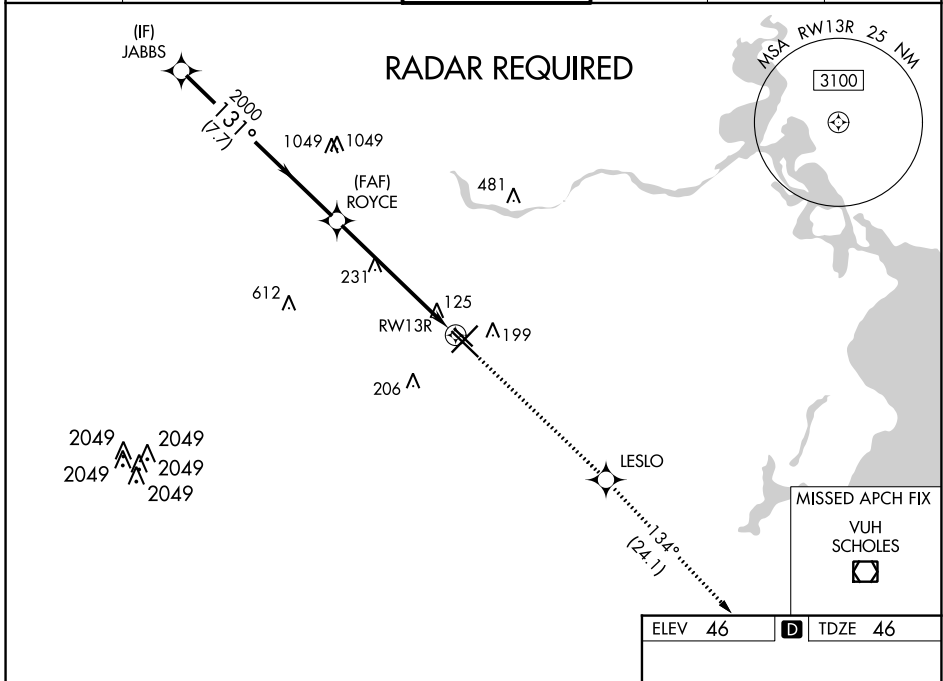 (IF)
JABBS
RADAR REQUIRED
MSA RW13R 25 NM
3100
2000
131°
(7.7)
1049
1049
(FAF)
ROYCE
481
231
612
125
RW13R
199
206
2049
2049
2049
2049
2049
LESLO
134°
(24.1)
MISSED APCH FIX
VUH
SCHOLES
ELEV 46
D
TDZE 46